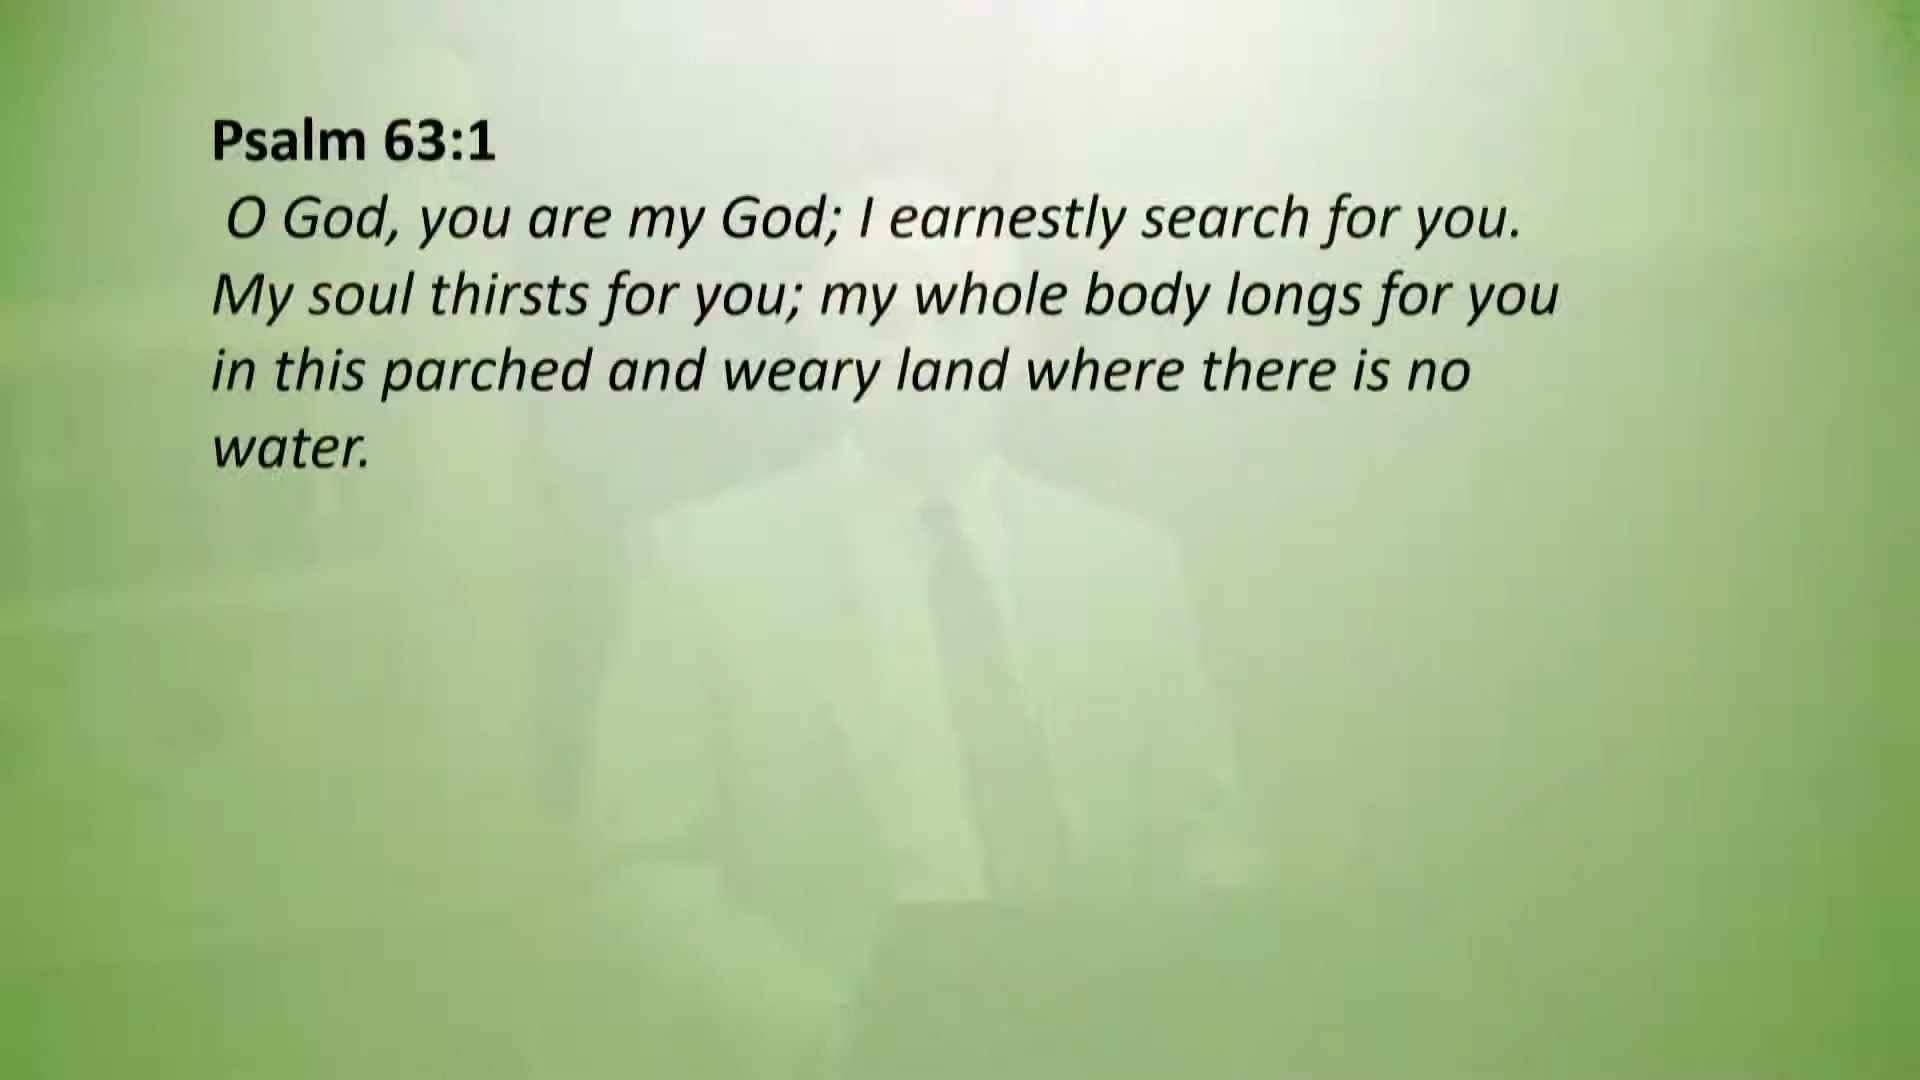 Psalm 63:1
O God, you are my God; I earnestly search for you.
My soul thirsts for you; my whole body longs for you
in this parched and weary land where there is no
water.